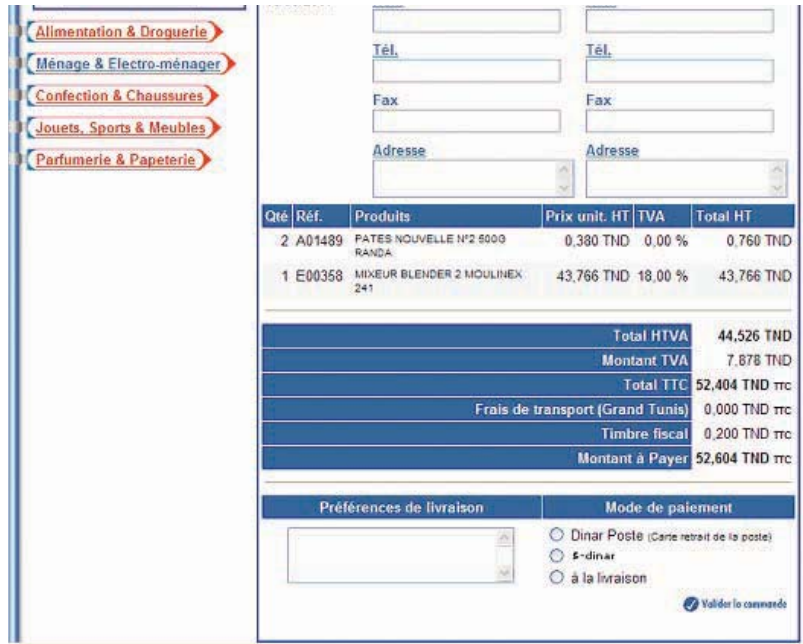 Alimentation & Droguerie
Ménage & Electro-ménager
Confection & Chaussures
Jouets, Sports & Meubles
Parfumerie & Papeterie
Tél. Tél.
Fax Fax
Adresse Adresse
Qté Réf. Produits Prix unit. HT TVA Total HT
2 A01489 PATES NOUVELLE N°2 500G RANDA 0,380 TND 0,00 % 0,760 TND
1 E00358 MIXEUR BLENDER 2 MOULINEX 241 43,766 TND 18,00 % 43,766 TND
Total HTVA 44,526 TND
Montant TVA 7,878 TND
Total TTC 52,404 TND TTC
Frais de transport (Grand Tunis) 0,000 TND TTC
Timbre fiscal 0,200 TND TTC
Montant à Payer 52,604 TND TTC
Préférences de livraison Mode de paiement
Dinar Poste (Carte retrait de la poste)
-dinar
à la livraison
Valider la commande